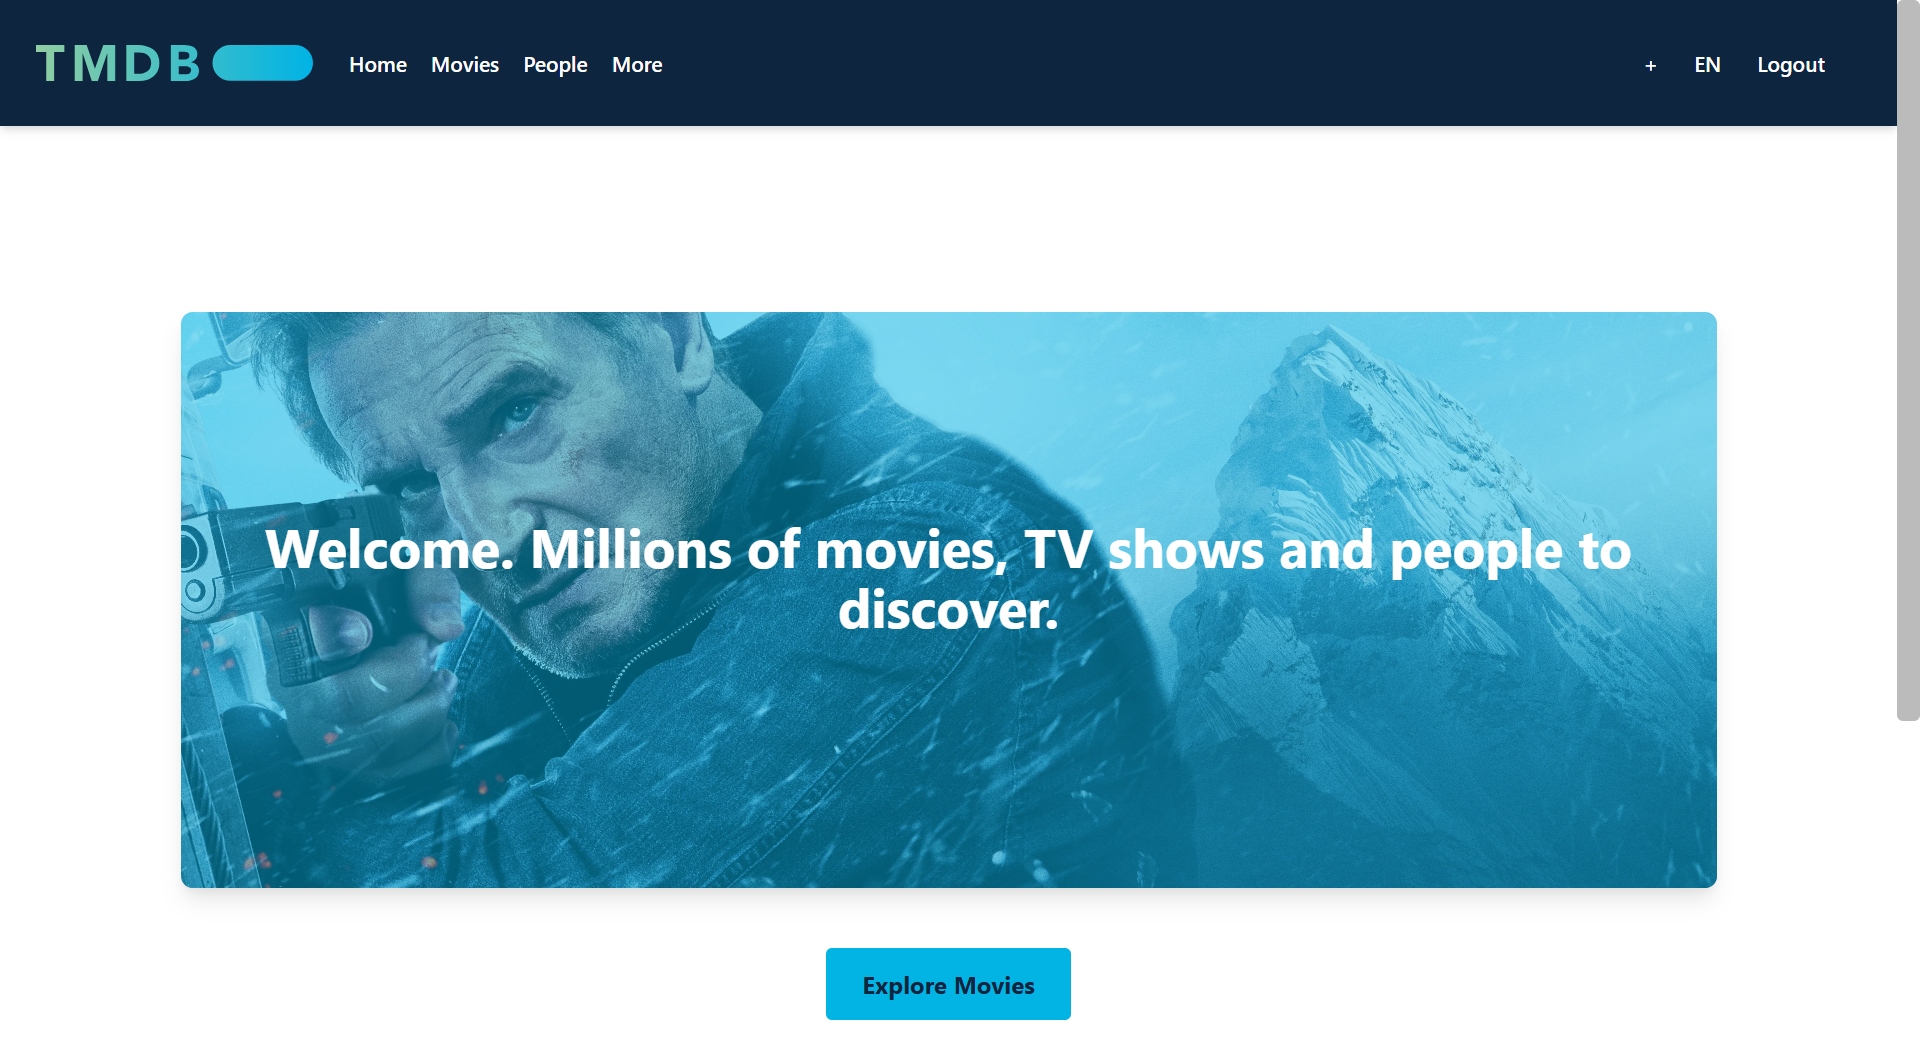 TMDB
Home Movies People More
+ EN Logout
Welcome. Millions of movies, TV shows and people to
discover.
Explore Movies